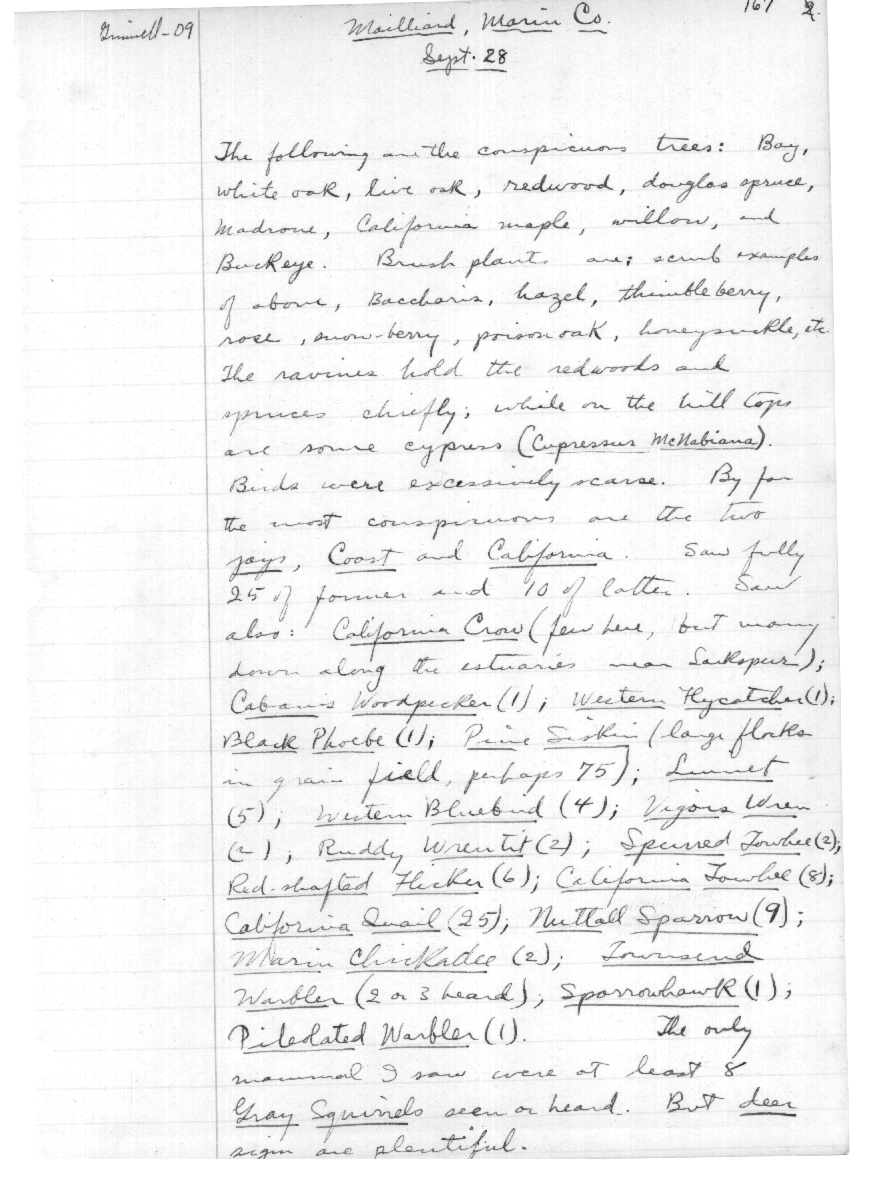 Grinnell-09
Mailliard, Marin Co.
167 2.
Sept. 28
The following are the conspicuous trees: Bay,
white oak, live oak, redwood, douglas spruce,
Madrone, California maple, willow, and
Buckeye. Brush plants are; scrub examples
of above, Baccharis, hazel, thimbleberry,
rose, snow-berry, poison oak, honeysuckle, etc.
The ravines hold the redwoods and
spruces chiefly; while on the hill tops
are some cypress (Cupressus McNabiana).
Birds were excessively scarse. By far
the most conspicuous are the two
jays, Coast and California. Saw fully
25 of former and 10 of latter. Saw
also: California Crow (few here, but many
down along the estuaries near Larkspur);
Cabanis Woodpecker (1); Western Flycatcher (1);
Black Phoebe (1); Pine Siskin (large flocks
in grain field, perhaps 75); Linnet
(5); Western Bluebird (4); Vigors Wren
(2); Ruddy Wrentit (2); Spurred Towhee (2);
Red-shafted Flicker (6); California Towhee (8);
California Quail (25); Nuttall Sparrow (9);
Marin Chickadee (2); Townsend
Warbler (2 or 3 heard); Sparrowhawk (1);
Pileolated Warbler (1). The only
mammal I saw were at least 8
Gray Squirrels seen or heard. But deer
sign are plentiful.